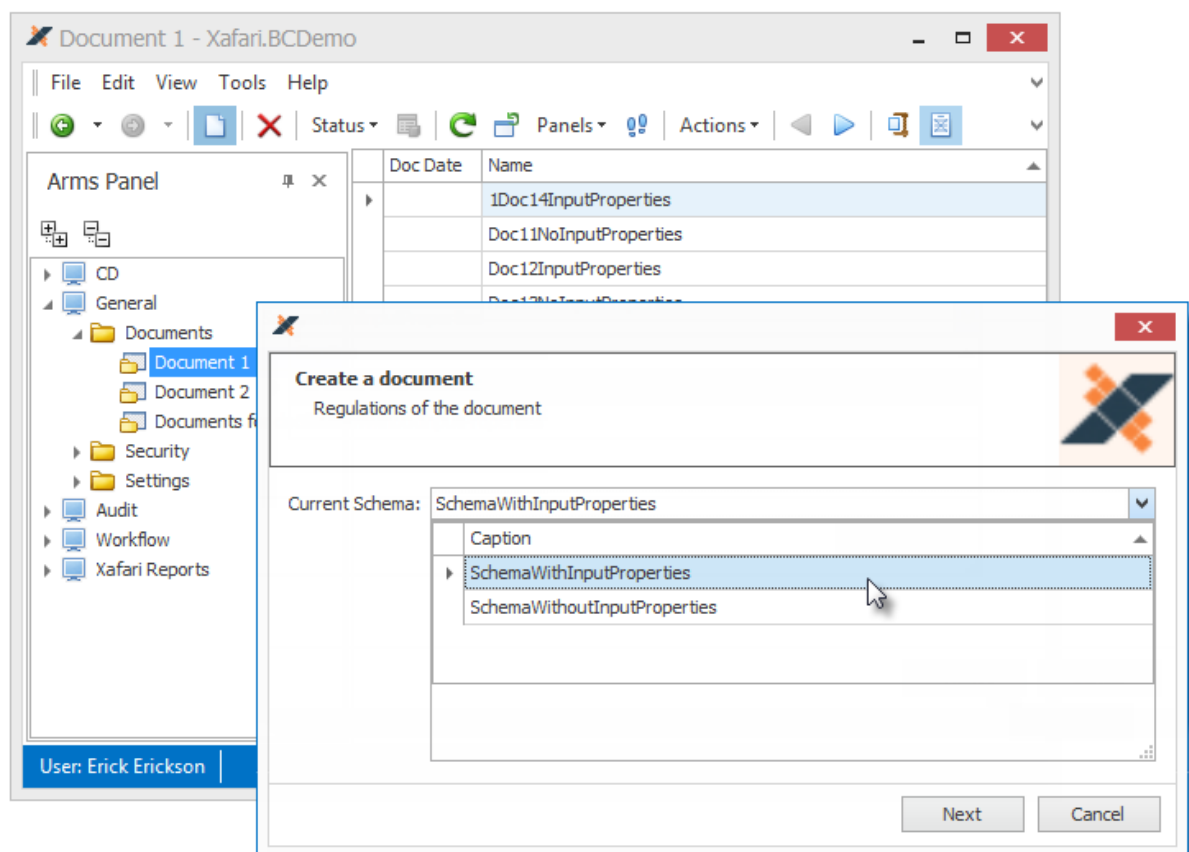 Document 1 - Xafari.BCDemo
File Edit View Tools Help
Status Panels Actions
Arms Panel
Doc Date Name
1Doc14InputProperties
Doc11NoInputProperties
Doc12InputProperties
CD
General
Documents
Document 1
Document 2
Documents
Security
Settings
Audit
Workflow
Xafari Reports
User: Erick Erickson
Create a document
Regulations of the document
Current Schema: SchemaWithInputProperties
Caption
SchemaWithInputProperties
SchemaWithoutInputProperties
Next Cancel